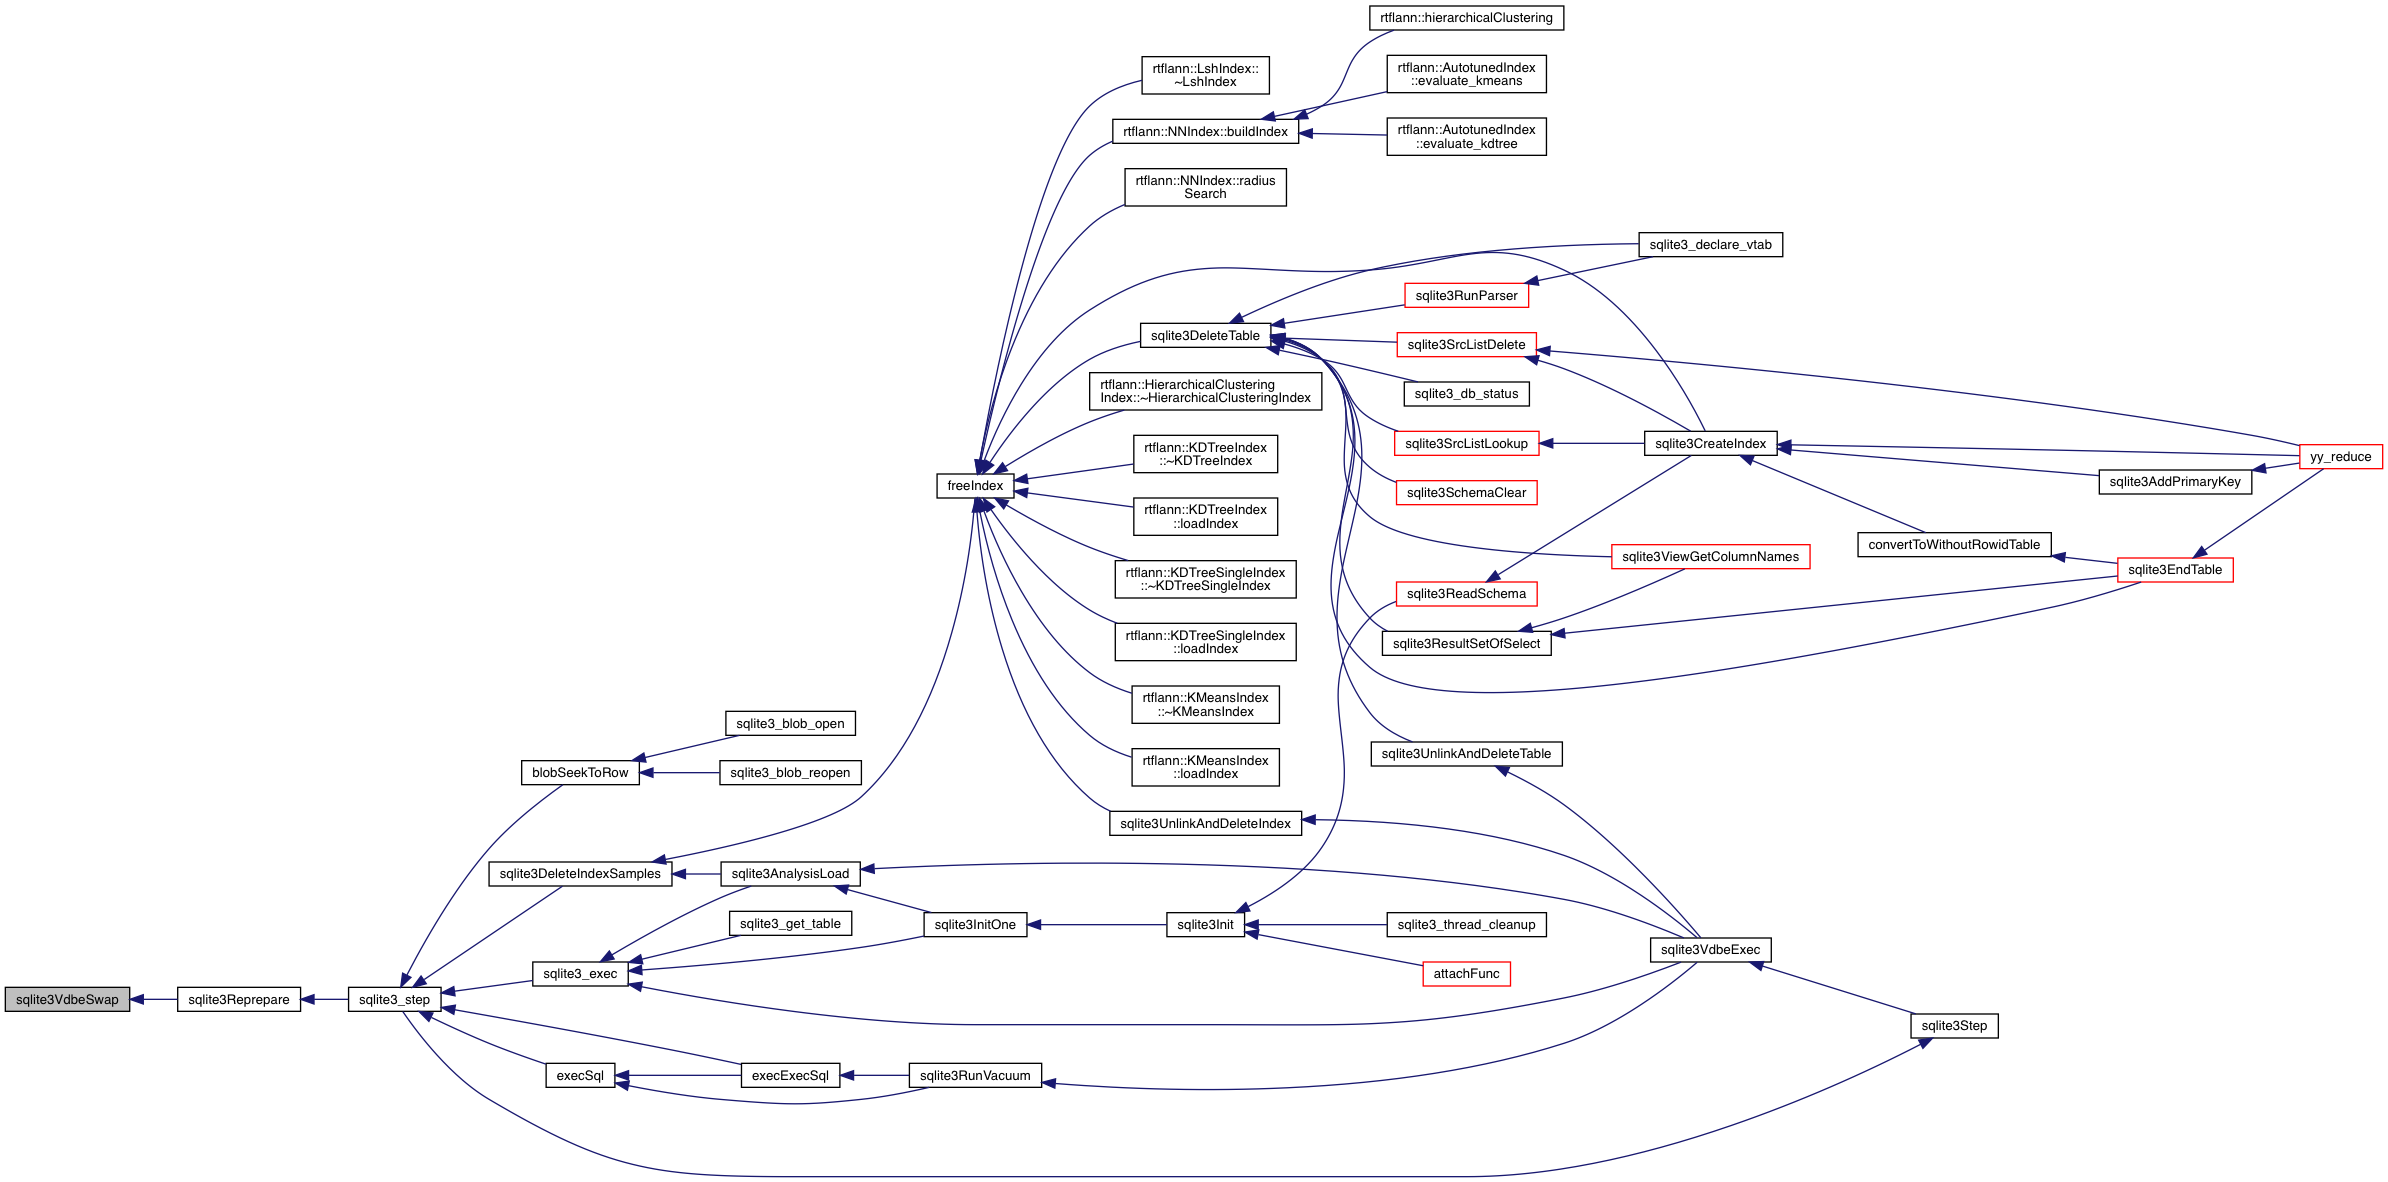 rtflann::hierarchicalClustering
rtflann::LshIndex::
~LshIndex
rtflann::AutotunedIndex
::evaluate_kmeans
rtflann::NNIndex::buildIndex
rtflann::AutotunedIndex
::evaluate_kdtree
rtflann::NNIndex::radius
Search
sqlite3_declare_vtab
sqlite3RunParser
sqlite3DeleteTable
sqlite3SrcListDelete
rtflann::HierarchicalClustering
Index::~HierarchicalClusteringIndex
sqlite3_db_status
sqlite3SrcListLookup
sqlite3CreateIndex
yy_reduce
rtflann::KDTreeIndex
::~KDTreeIndex
freeIndex
sqlite3SchemaClear
sqlite3AddPrimaryKey
rtflann::KDTreeIndex
::loadIndex
convertToWithoutRowidTable
sqlite3ViewGetColumnNames
sqlite3EndTable
rtflann::KDTreeSingleIndex
::~KDTreeSingleIndex
sqlite3ReadSchema
rtflann::KDTreeSingleIndex
::loadIndex
sqlite3ResultSetOfSelect
rtflann::KMeansIndex
::~KMeansIndex
sqlite3_blob_open
sqlite3UnlinkAndDeleteTable
blobSeekToRow
sqlite3_blob_reopen
rtflann::KMeansIndex
::loadIndex
sqlite3UnlinkAndDeleteIndex
sqlite3DeleteIndexSamples
sqlite3AnalysisLoad
sqlite3_get_table
sqlite3InitOne
sqlite3Init
sqlite3_thread_cleanup
sqlite3VdbeExec
sqlite3_exec
attachFunc
sqlite3VdbeSwap
sqlite3Reprepare
sqlite3_step
sqlite3Step
execSql
execExecSql
sqlite3RunVacuum